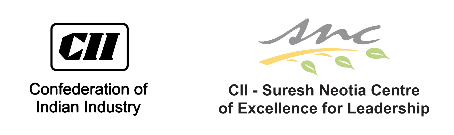 CII
Confederation of
Indian Industry
snc
CII - Suresh Neotia Centre
of Excellence for Leadership